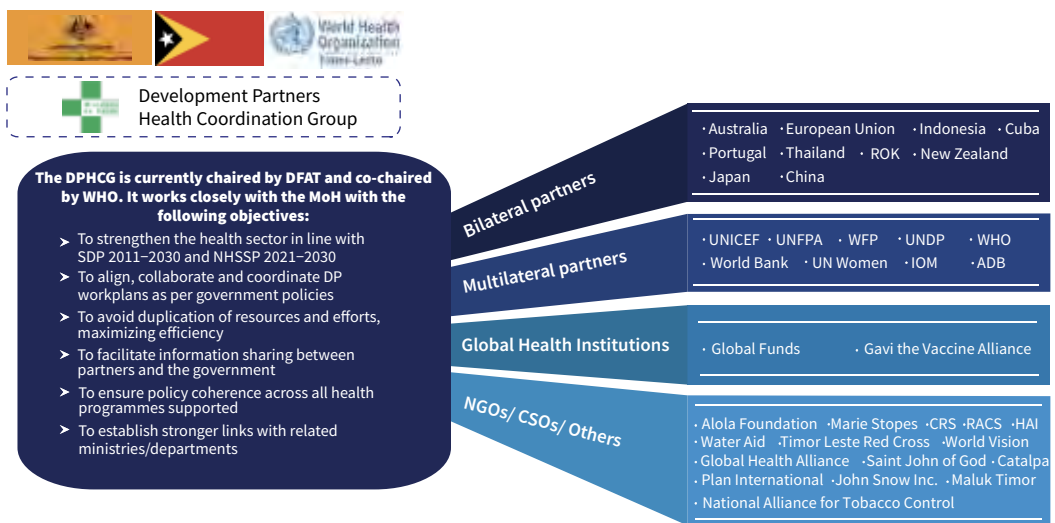 World Health
Organization
Timor-Leste
Development Partners
Health Coordination Group
The DPHCG is currently chaired by DFAT and co-chaired
by WHO. It works closely with the MoH with the
following objectives:
➤ To strengthen the health sector in line with
SDP 2011–2030 and NHSSP 2021–2030
➤ To align, collaborate and coordinate DP
workplans as per government policies
➤ To avoid duplication of resources and efforts,
maximizing efficiency
➤ To facilitate information sharing between
partners and the government
➤ To ensure policy coherence across all health
programmes supported
➤ To establish stronger links with related
ministries/departments
Bilateral partners
· Australia · European Union · Indonesia · Cuba
· Portugal · Thailand · ROK · New Zealand
· Japan · China
Multilateral partners
· UNICEF · UNFPA · WFP · UNDP · WHO
· World Bank · UN Women · IOM · ADB
Global Health Institutions
· Global Funds · Gavi the Vaccine Alliance
NGOs/ CSOs/ Others
· Alola Foundation ·Marie Stopes ·CRS ·RACS ·HAI
·Water Aid ·Timor Leste Red Cross ·World Vision
·Global Health Alliance ·Saint John of God ·Catalpa
· Plan International ·John Snow Inc. ·Maluk Timor
· National Alliance for Tobacco Control